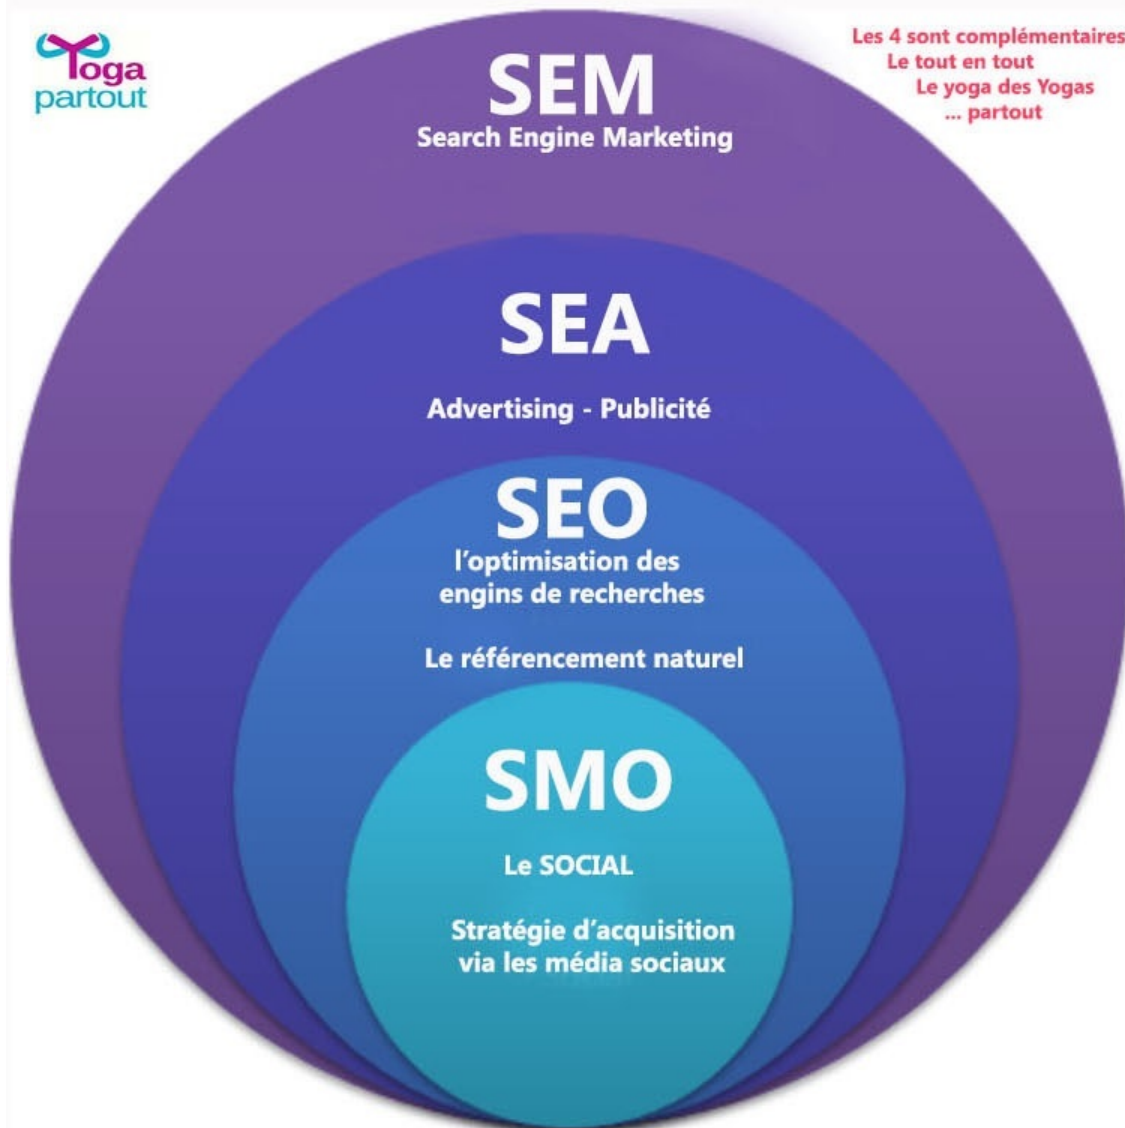 Yoga
partout
Les 4 sont complémentaires
Le tout en tout
Le yoga des Yogas
... partout
SEM
Search Engine Marketing
SEA
Advertising - Publicité
SEO
l'optimisation des
engins de recherches
Le référencement naturel
SMO
Le SOCIAL
Stratégie d'acquisition
via les média sociaux